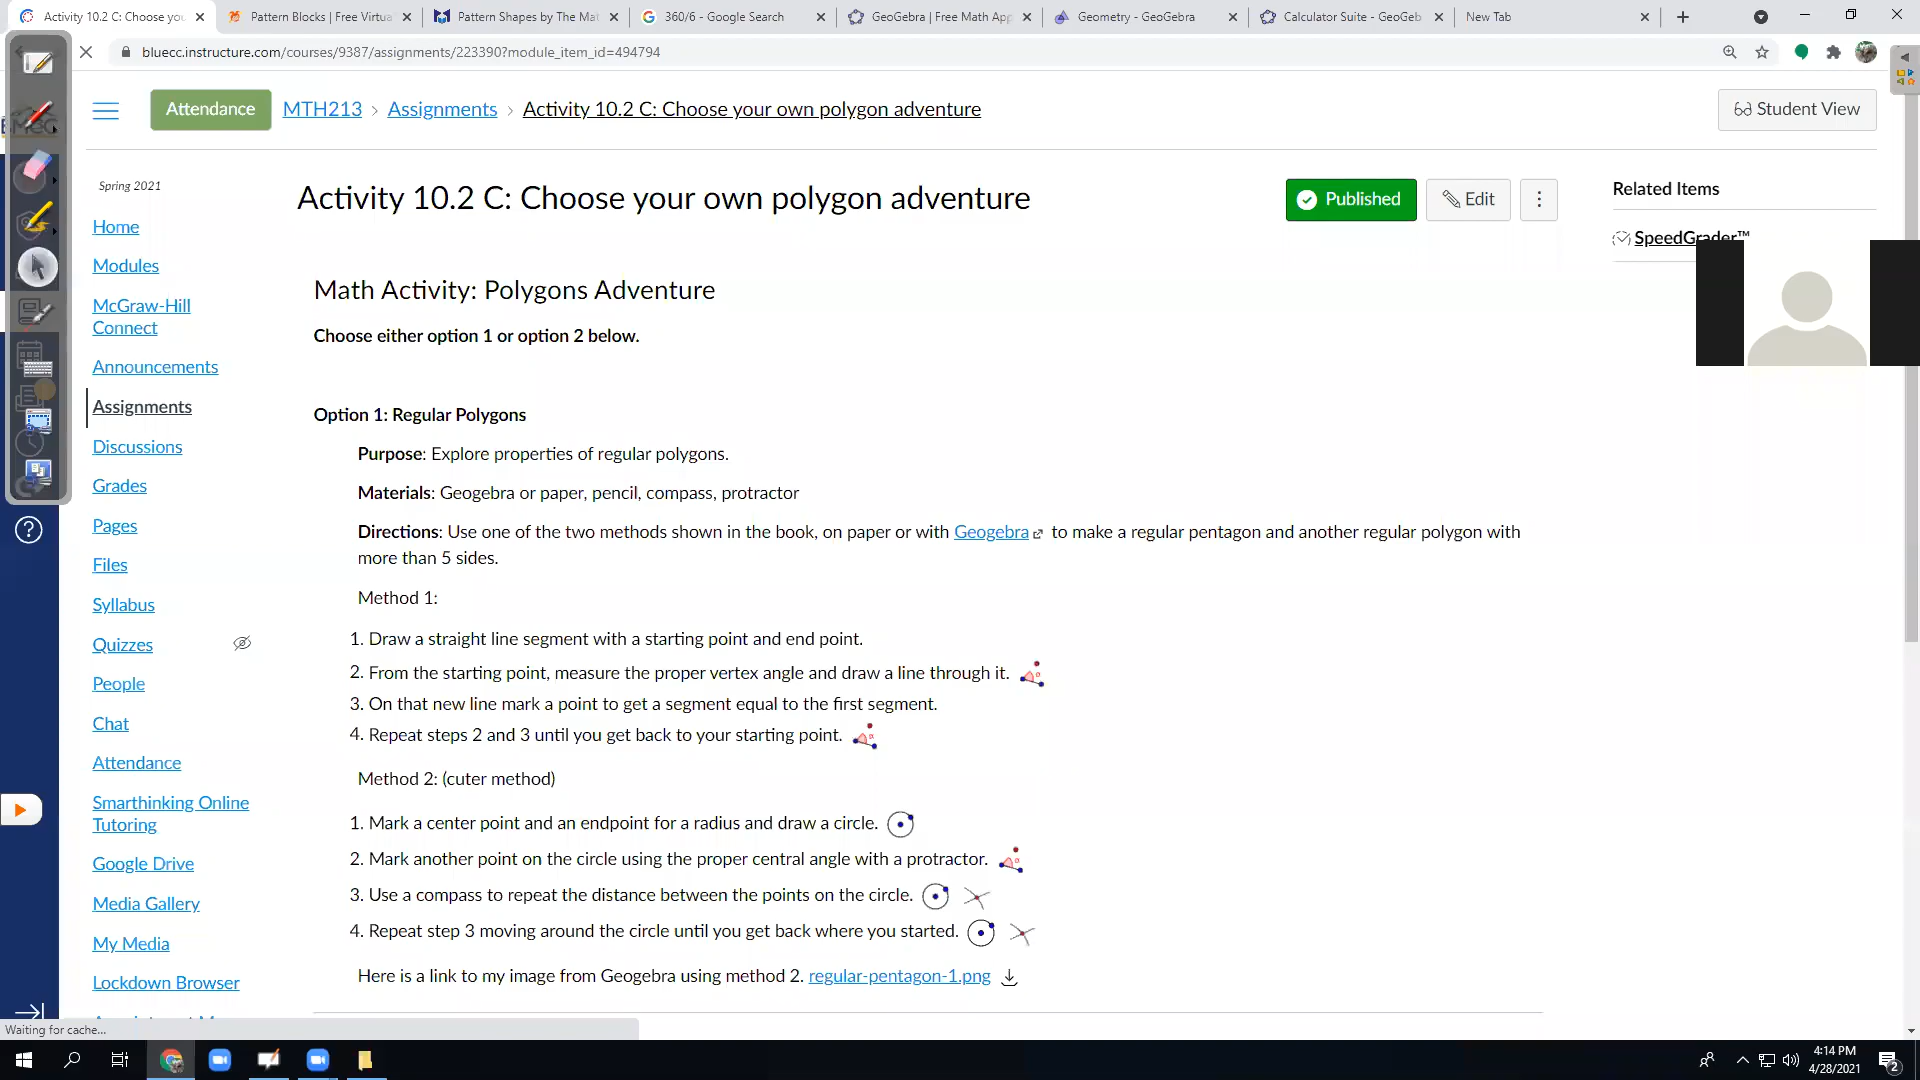 Activity 10.2 C: Choose you
Pattern Blocks | Free Virtua
Pattern Shapes by The Ma
360/6 - Google Search
GeoGebra | Free Math App
Geometry - GeoGebra
Calculator Suite - GeoGeb
New Tab
bluecc.instructure.com/courses/9387/assignments/223390?module_item_id=494794
Attendance MTH213 › Assignments › Activity 10.2 C: Choose your own polygon adventure
Student View
Spring 2021
Home
Modules
McGraw-Hill
Connect
Announcements
Assignments
Discussions
Grades
Pages
Files
Syllabus
Quizzes
People
Chat
Attendance
Smarthinking Online
Tutoring
Google Drive
Media Gallery
My Media
Lockdown Browser
Activity 10.2 C: Choose your own polygon adventure
Published
Edit
Related Items
SpeedGrader™
Math Activity: Polygons Adventure
Choose either option 1 or option 2 below.
Option 1: Regular Polygons
Purpose: Explore properties of regular polygons.
Materials: Geogebra or paper, pencil, compass, protractor
Directions: Use one of the two methods shown in the book, on paper or with Geogebra to make a regular pentagon and another regular polygon with
more than 5 sides.
Method 1:
1. Draw a straight line segment with a starting point and end point.
2. From the starting point, measure the proper vertex angle and draw a line through it.
3. On that new line mark a point to get a segment equal to the first segment.
4. Repeat steps 2 and 3 until you get back to your starting point.
Method 2: (cuter method)
1. Mark a center point and an endpoint for a radius and draw a circle.
2. Mark another point on the circle using the proper central angle with a protractor.
3. Use a compass to repeat the distance between the points on the circle.
4. Repeat step 3 moving around the circle until you get back where you started.
Here is a link to my image from Geogebra using method 2. regular-pentagon-1.png
Waiting for cache...
4:14 PM
4/28/2021
2